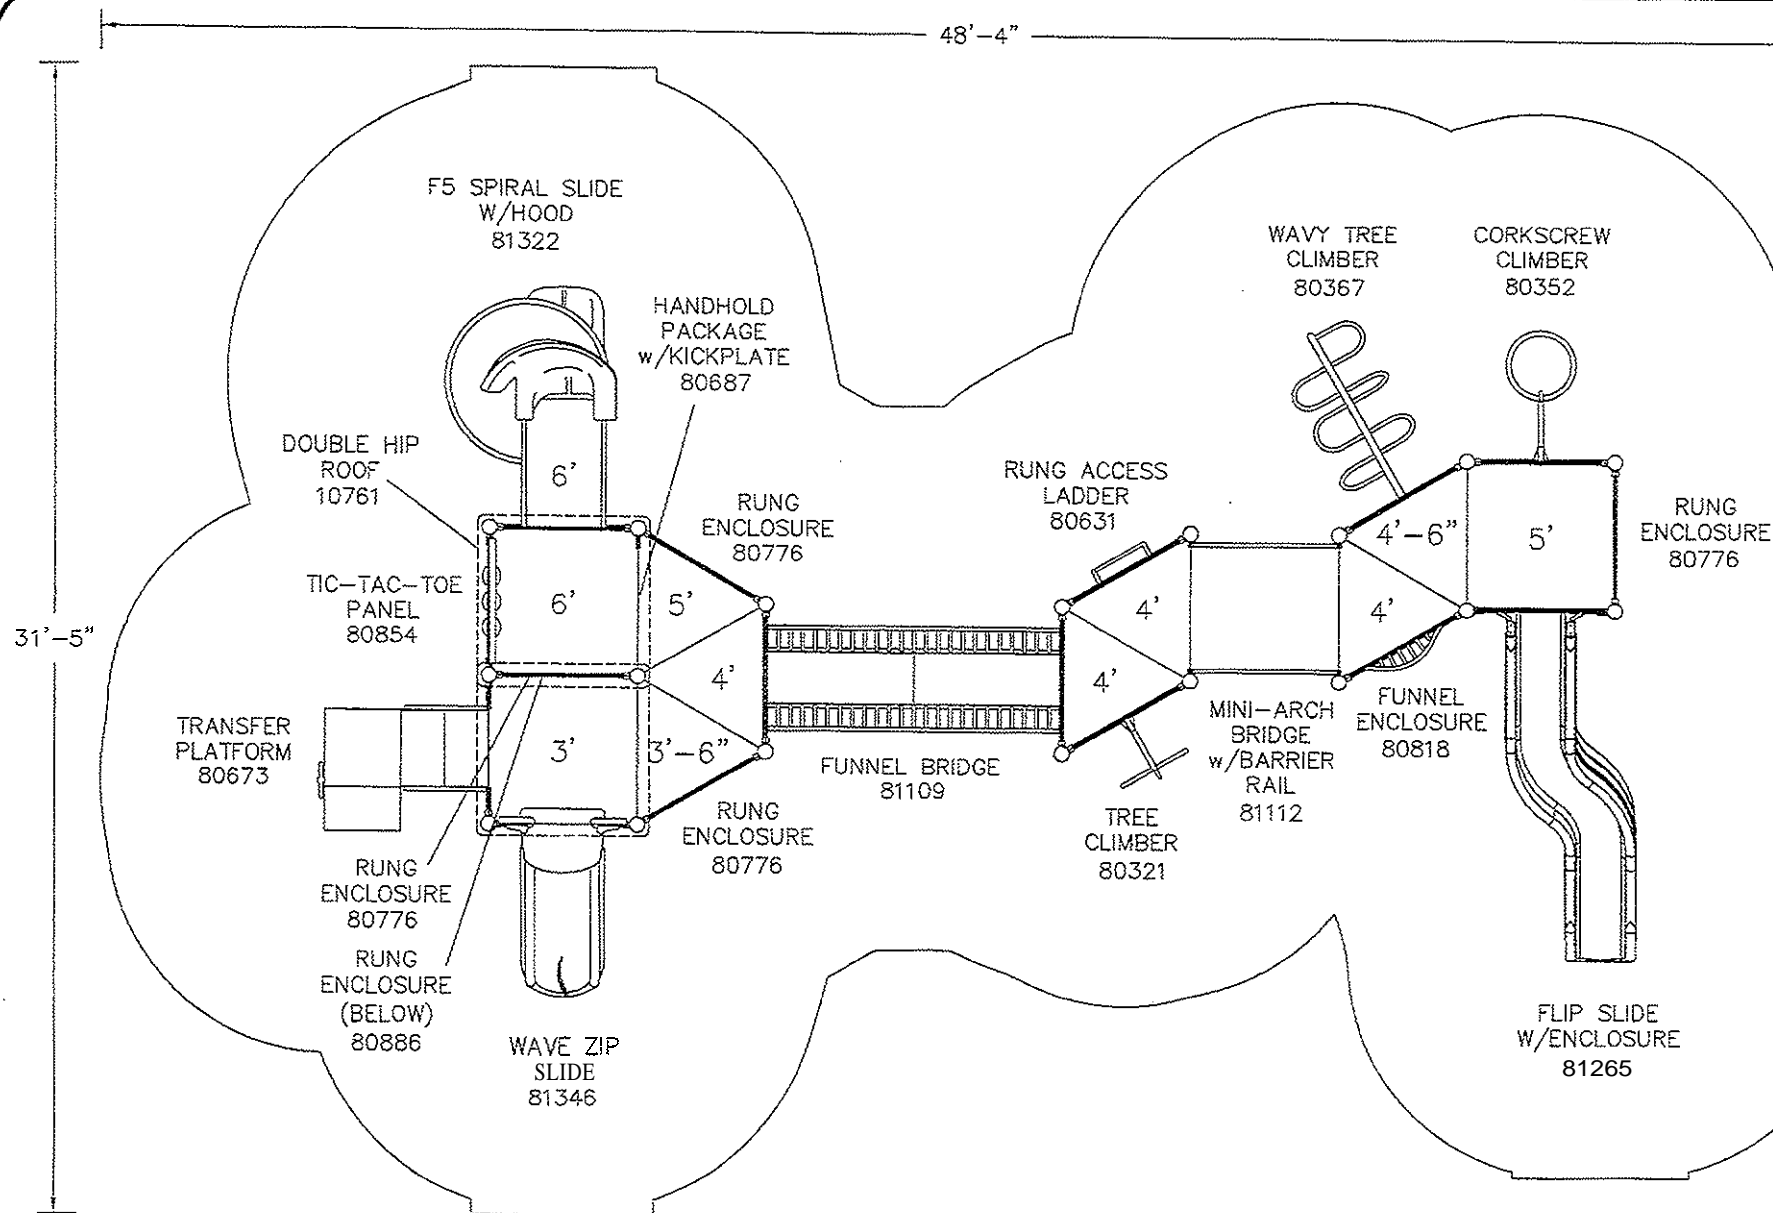 48'-4"
31'-5"
F5 SPIRAL SLIDE
W/HOOD
81322
HANDHOLD
PACKAGE
w/KICKPLATE
80687
WAVY TREE
CLIMBER
80367
CORKSCREW
CLIMBER
80352
DOUBLE HIP
ROOF
10761
6'
RUNG
ENCLOSURE
80776
RUNG ACCESS
LADDER
80631
4'-6"
5'
RUNG
ENCLOSURE
80776
TIC-TAC-TOE
PANEL
80854
6'
5'
4'
4'
4'
4'
TRANSFER
PLATFORM
80673
3'
3'-6"
FUNNEL BRIDGE
81109
MINI-ARCH
BRIDGE
w/BARRIER
RAIL
81112
FUNNEL
ENCLOSURE
80818
RUNG
ENCLOSURE
80776
TREE
CLIMBER
80321
RUNG
ENCLOSURE
80776
RUNG
ENCLOSURE
(BELOW)
80886
WAVE ZIP
SLIDE
81346
FLIP SLIDE
W/ENCLOSURE
81265